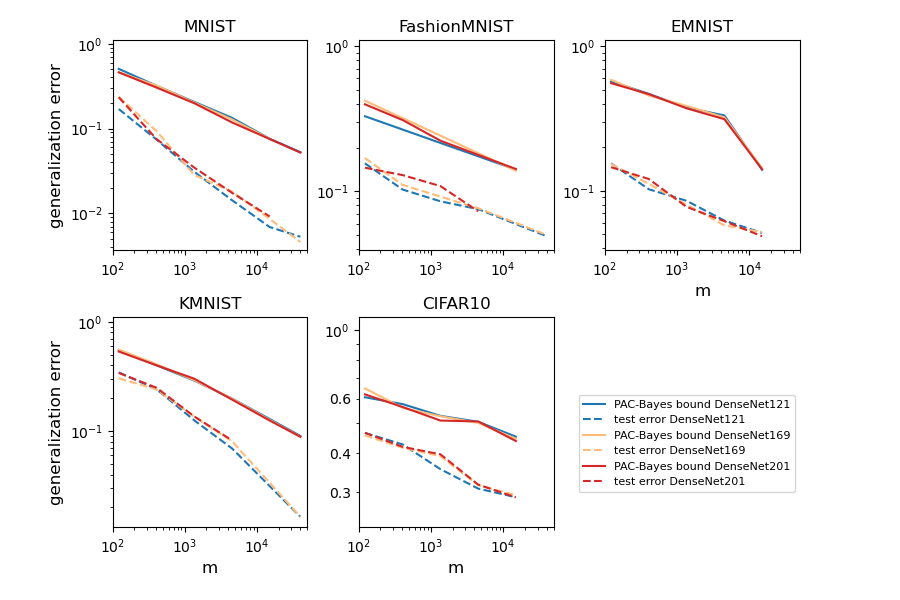 MNIST
FashionMNIST
EMNIST
generalization error
10⁰
10⁻¹
10⁻²
10² 10³ 10⁴
10⁰
10⁻¹
10² 10³ 10⁴
10⁰
10⁻¹
10² 10³ 10⁴
m
KMNIST
CIFAR10
generalization error
10⁰
10⁻¹
10² 10³ 10⁴
m
10⁰
0.6
0.4
0.3
10² 10³ 10⁴
m
PAC-Bayes bound DenseNet121
test error DenseNet121
PAC-Bayes bound DenseNet169
test error DenseNet169
PAC-Bayes bound DenseNet201
test error DenseNet201